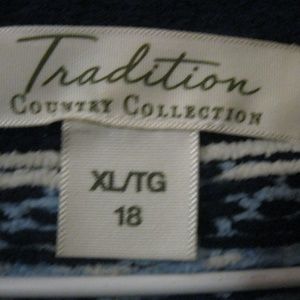 Tradition
COUNTRY COLLECTION
XL/TG
18